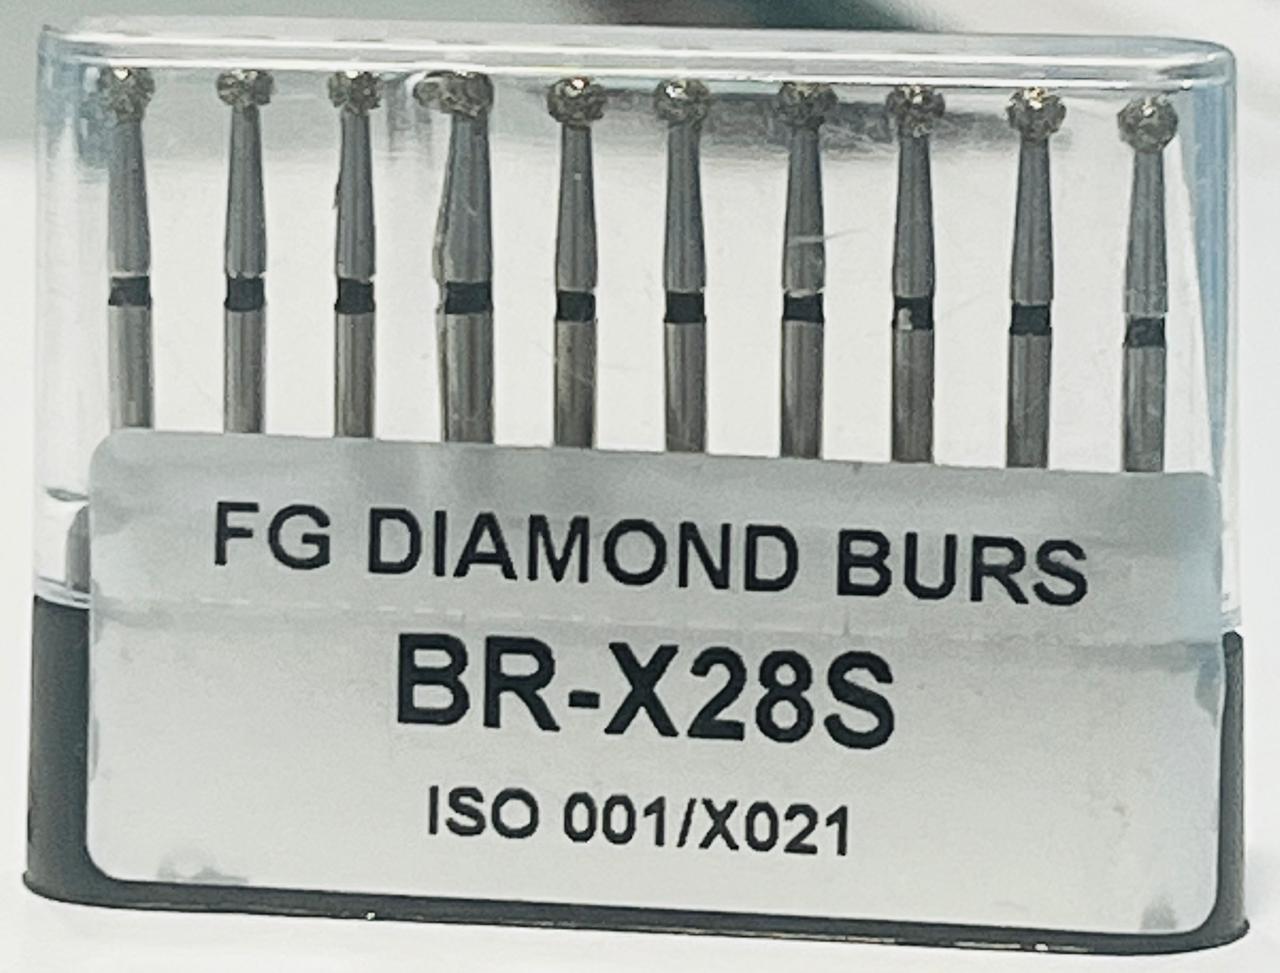 FG DIAMOND BURS
BR-X28S
ISO 001/X021